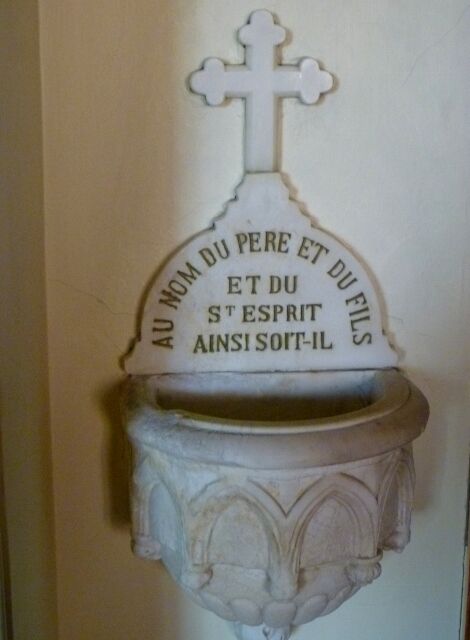 AU NOM DU PERE ET DU FILS
ET DU
ST ESPRIT
AINSI SOIT-IL